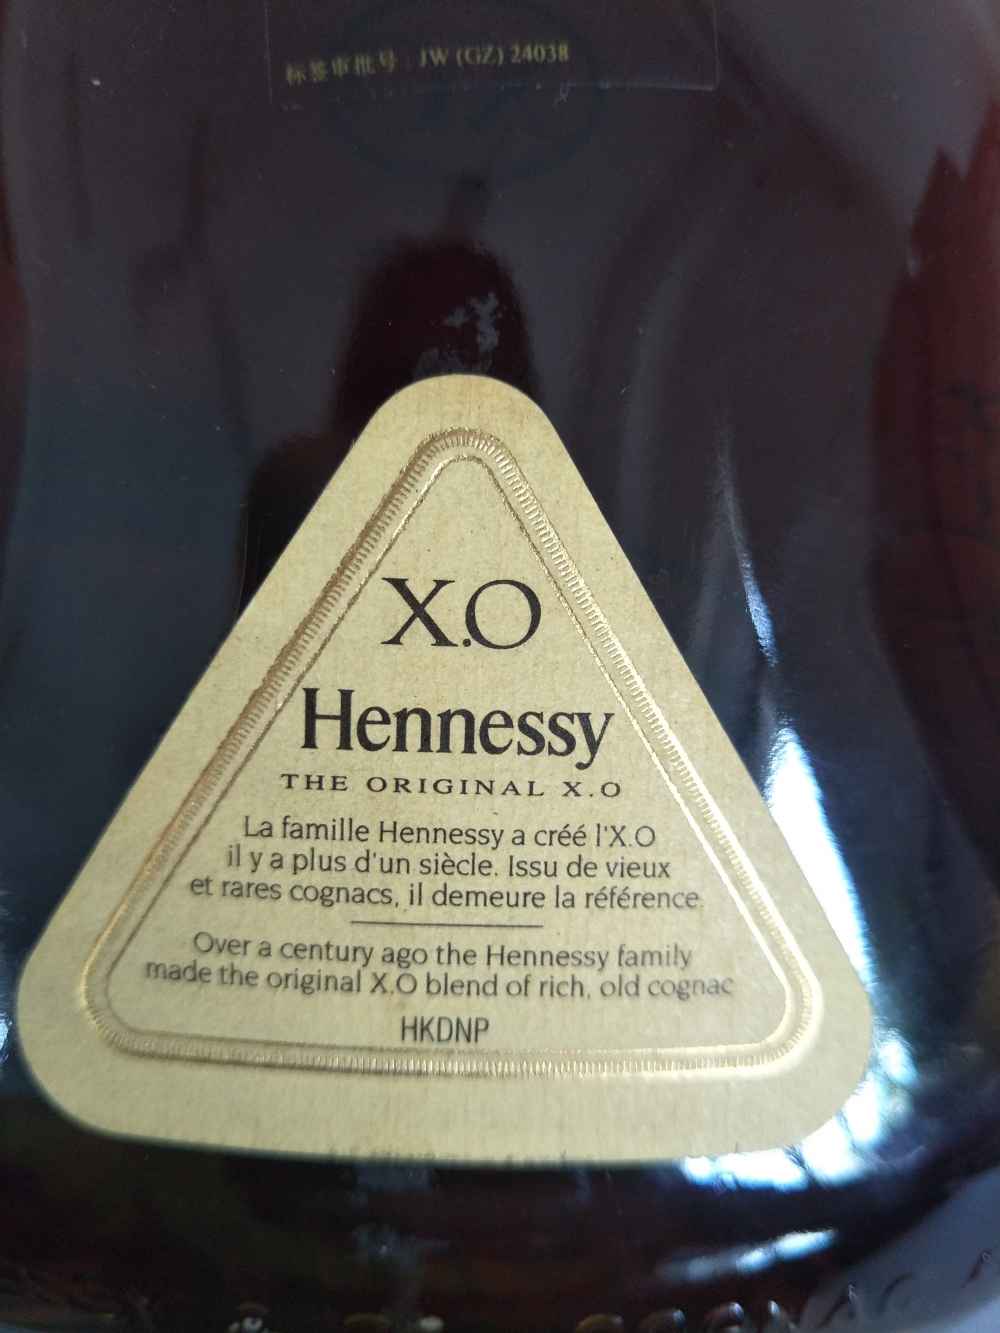 标签审批号 JW (GZ) 24038
X.O
Hennessy
THE ORIGINAL X.O
La famille Hennessy a créé l'X.O
il y a plus d'un siècle. Issu de vieux
et rares cognacs, il demeure la référence.
Over a century ago the Hennessy family
made the original X.O blend of rich, old cognac
HKDNP